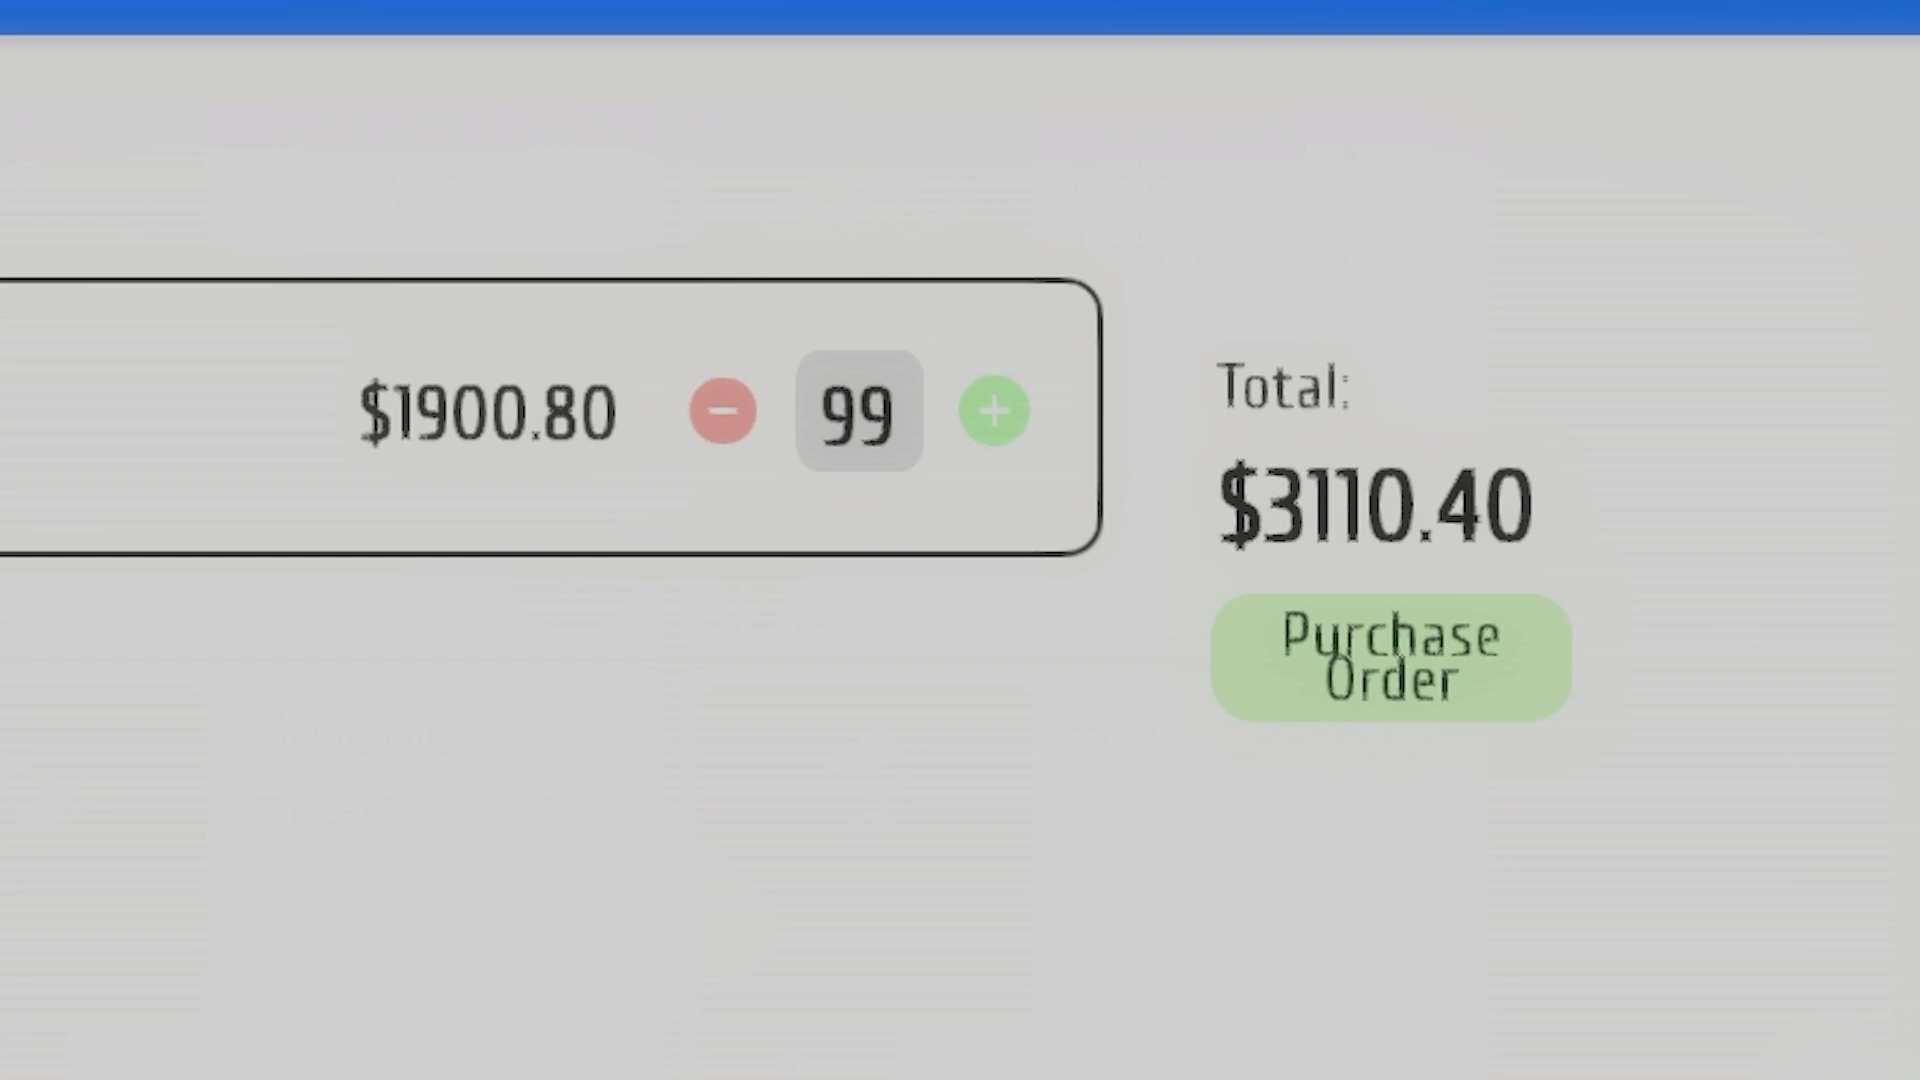 $1900.80
−
99
+
Total:
$3110.40
Purchase
Order